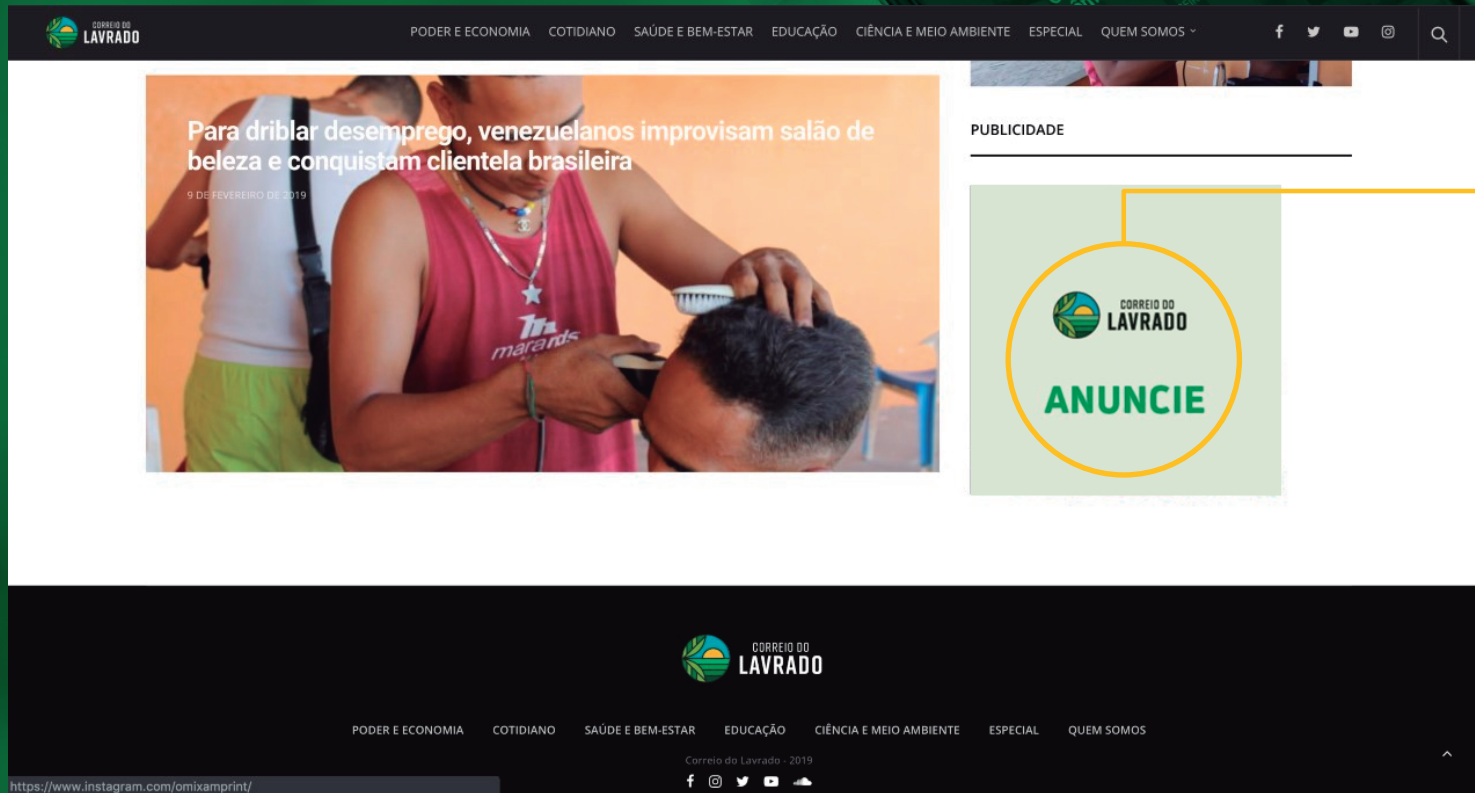 CORREIO DO
LAVRADO
PODER E ECONOMIA COTIDIANO SAÚDE E BEM-ESTAR EDUCAÇÃO CIÊNCIA E MEIO AMBIENTE ESPECIAL QUEM SOMOS
Para driblar desemprego, venezuelanos improvisam salão de
beleza e conquistam clientela brasileira
9 DE FEVEREIRO DE 2019
marands
PUBLICIDADE
CORREIO DO
LAVRADO
ANUNCIE
CORREIO DO
LAVRADO
PODER E ECONOMIA COTIDIANO SAÚDE E BEM-ESTAR EDUCAÇÃO CIÊNCIA E MEIO AMBIENTE ESPECIAL QUEM SOMOS
Correio do Lavrado - 2019
https://www.instagram.com/omixamprint/